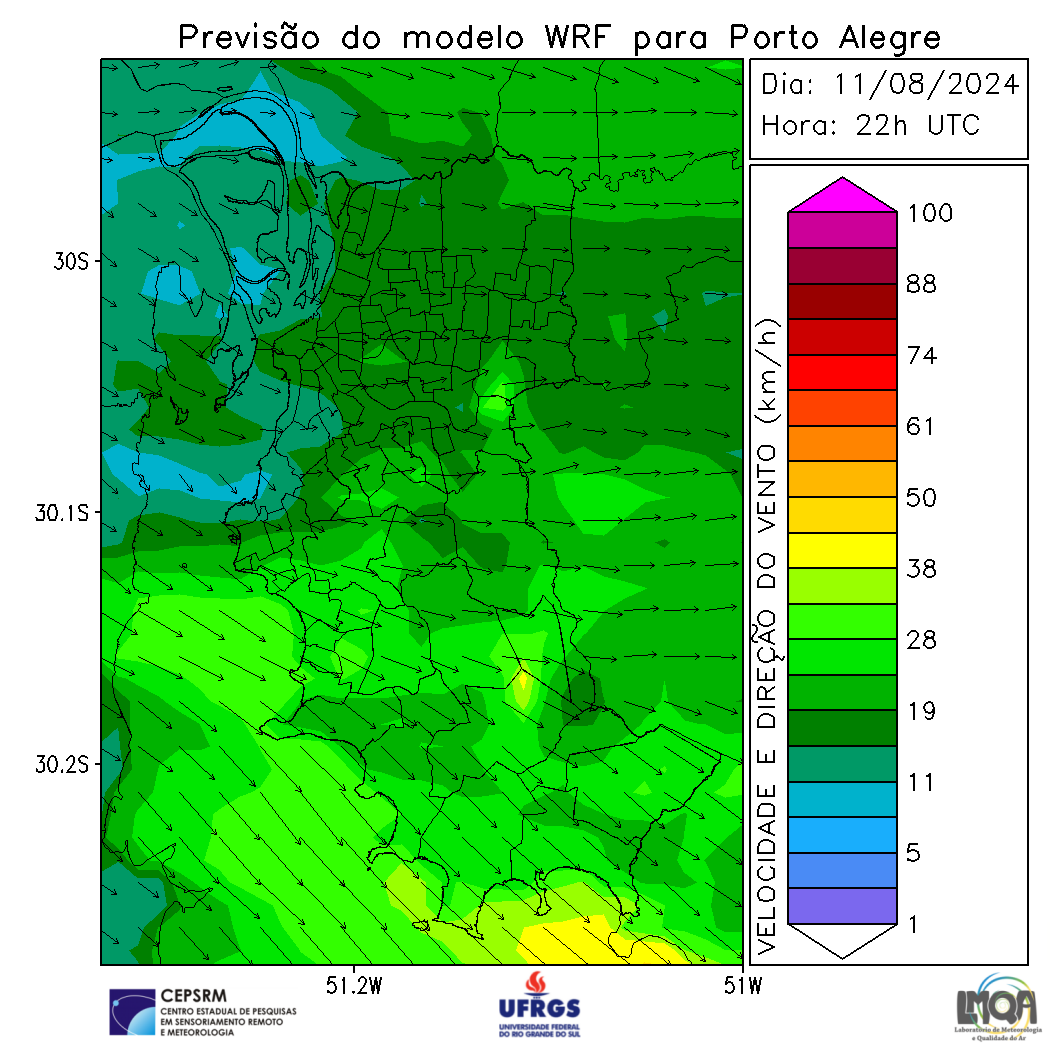 Previsão do modelo WRF para Porto Alegre
Dia: 11/08/2024
Hora: 22h UTC
30S
30.1S
30.2S
51.2W
51W
VELOCIDADE E DIREÇÃO DO VENTO (km/h)
100
88
74
61
50
38
28
19
11
5
1
CEPSRM
CENTRO ESTADUAL DE PESQUISAS
EM SENSORIAMENTO REMOTO
E METEOROLOGIA
UFRGS
UNIVERSIDADE FEDERAL
DO RIO GRANDE DO SUL
LMQA
Laboratório de Meteorologia
e Qualidade do Ar